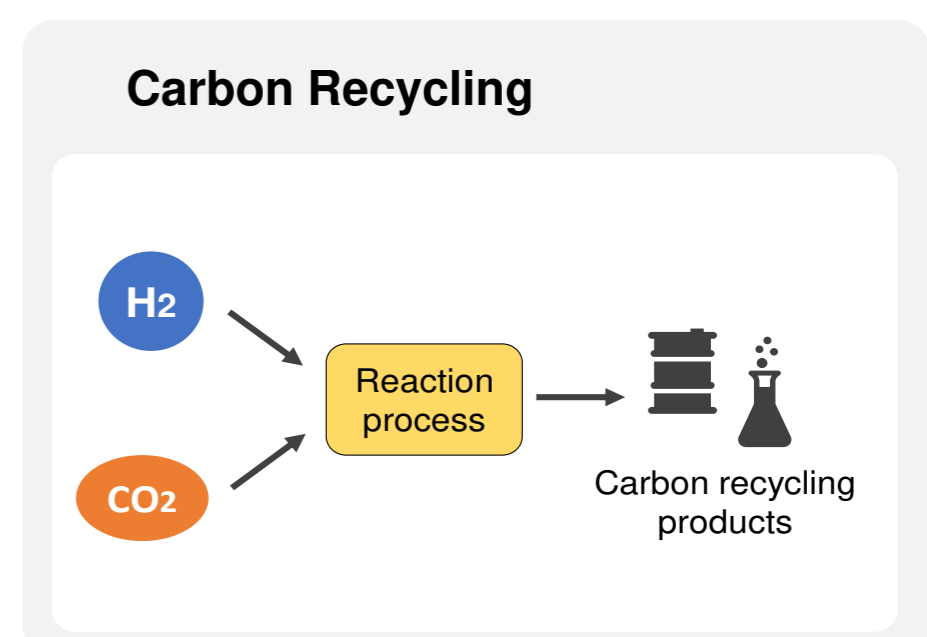 Carbon Recycling
H2
Reaction
process
CO2
Carbon recycling
products